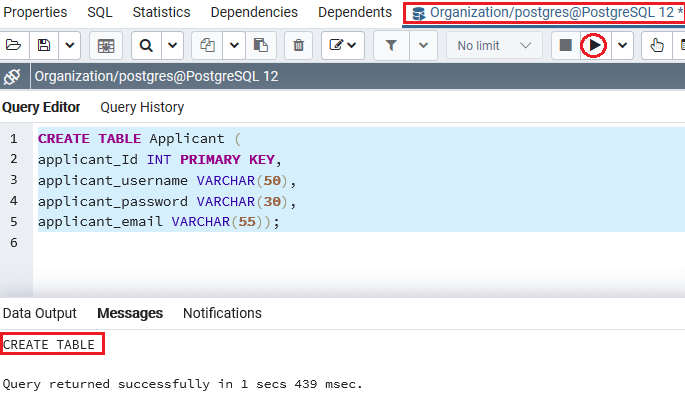 Properties SQL Statistics Dependencies Dependents Organization/postgres@PostgreSQL 12 *
No limit
Organization/postgres@PostgreSQL 12
Query Editor Query History
1 CREATE TABLE Applicant (
2 applicant_Id INT PRIMARY KEY,
3 applicant_username VARCHAR(50),
4 applicant_password VARCHAR(30),
5 applicant_email VARCHAR(55));
6
Data Output Messages Notifications
CREATE TABLE
Query returned successfully in 1 secs 439 msec.